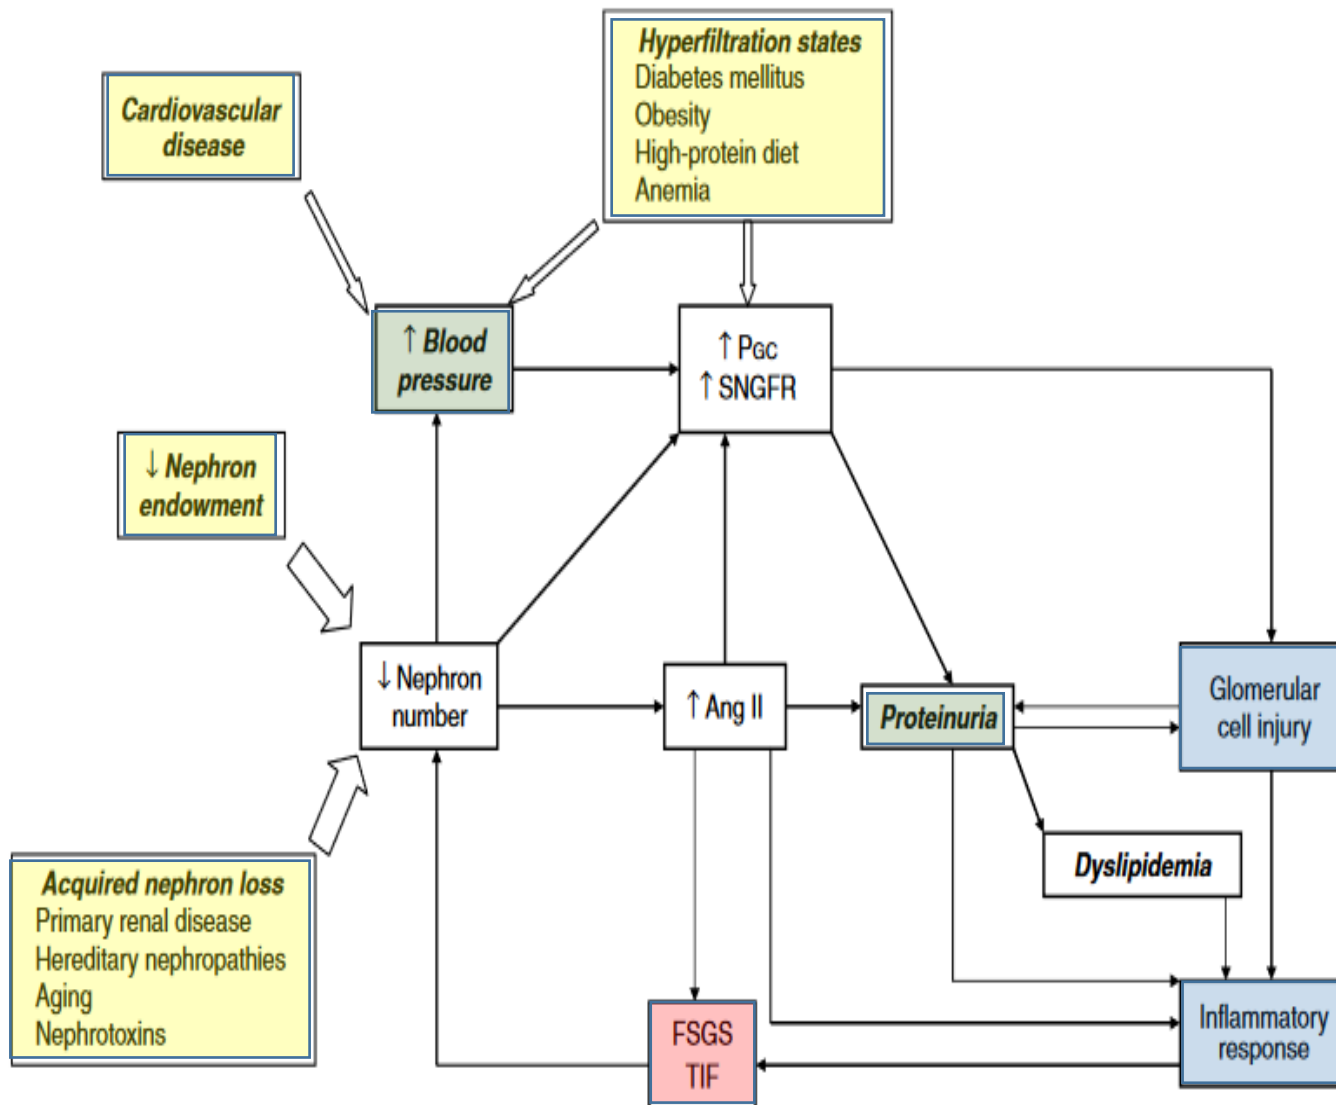 Hyperfiltration states
Diabetes mellitus
Obesity
High-protein diet
Anemia
Cardiovascular
disease
↑ Blood
pressure
↑ PGC
↑ SNGFR
↓ Nephron
endowment
↓ Nephron
number
↑ Ang II
Proteinuria
Glomerular
cell injury
Dyslipidemia
Acquired nephron loss
Primary renal disease
Hereditary nephropathies
Aging
Nephrotoxins
FSGS
TIF
Inflammatory
response